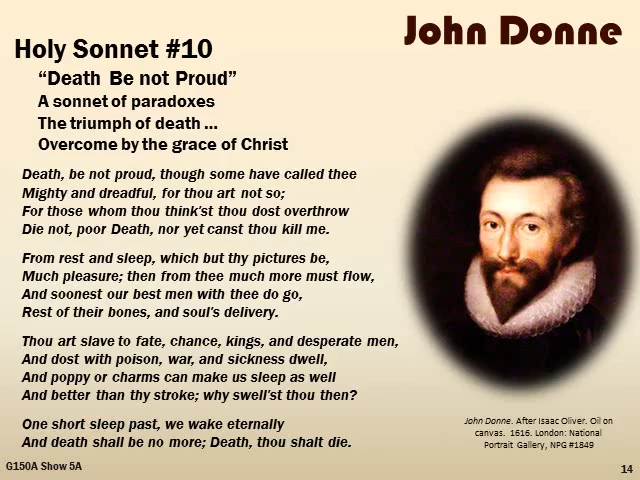 John Donne
Holy Sonnet #10
“Death Be not Proud”
A sonnet of paradoxes
The triumph of death ...
Overcome by the grace of Christ
Death, be not proud, though some have called thee
Mighty and dreadful, for thou art not so;
For those whom thou think'st thou dost overthrow
Die not, poor Death, nor yet canst thou kill me.
From rest and sleep, which but thy pictures be,
Much pleasure; then from thee much more must flow,
And soonest our best men with thee do go,
Rest of their bones, and soul's delivery.
Thou art slave to fate, chance, kings, and desperate men,
And dost with poison, war, and sickness dwell,
And poppy or charms can make us sleep as well
And better than thy stroke; why swell'st thou then?
One short sleep past, we wake eternally
And death shall be no more; Death, thou shalt die.
John Donne. After Isaac Oliver. Oil on
canvas. 1616. London: National
Portrait Gallery, NPG #1849
G150A Show 5A
14